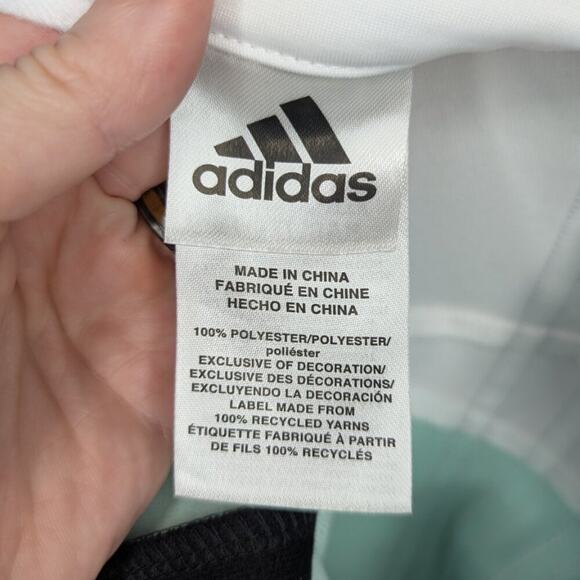 adidas
MADE IN CHINA
FABRIQUÉ EN CHINE
HECHO EN CHINA
100% POLYESTER/POLYESTER/
poliéster
EXCLUSIVE OF DECORATION/
EXCLUSIVE DES DÉCORATIONS/
EXCLUYENDO LA DECORACIÓN
LABEL MADE FROM
100% RECYCLED YARNS
ÉTIQUETTE FABRIQUÉ À PARTIR
DE FILS 100% RECYCLÉS